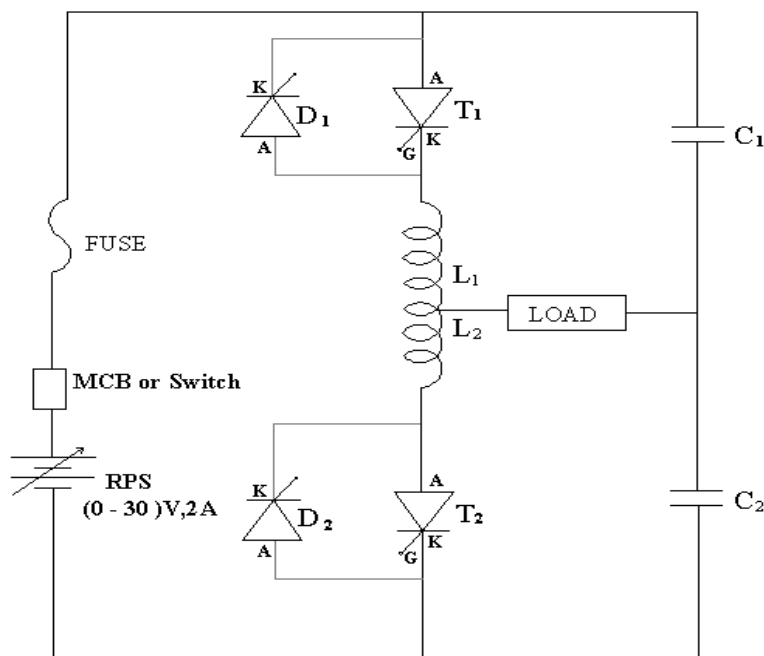 K
D1
A
A
T1
G
K
C1
FUSE
L1
L2
LOAD
MCB or Switch
RPS
(0 - 30 )V,2A
K
D2
A
A
T2
G
K
C2